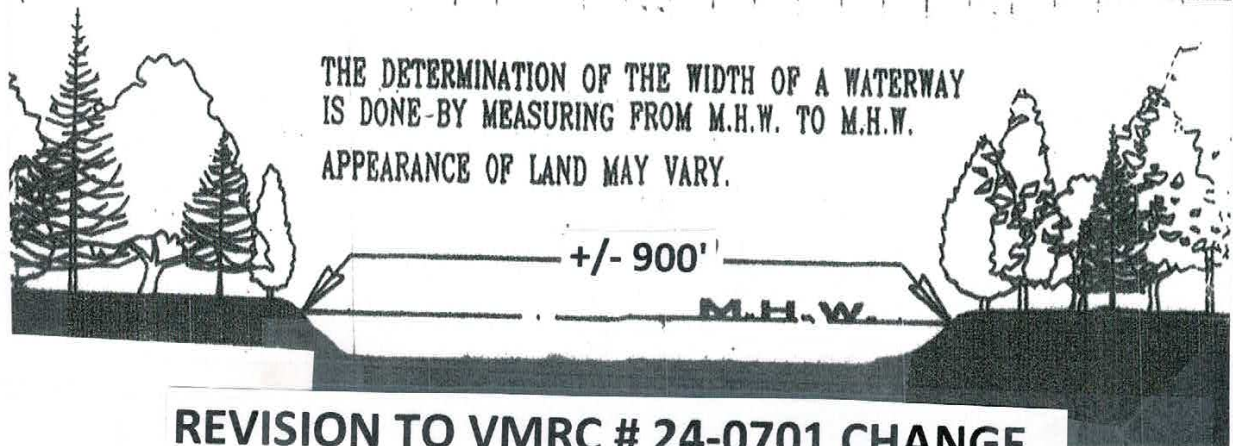 THE DETERMINATION OF THE WIDTH OF A WATERWAY
IS DONE BY MEASURING FROM M.H.W. TO M.H.W.
APPEARANCE OF LAND MAY VARY.
+/- 900'
M.H.W.
REVISION TO VMRC # 24-0701 CHANGE